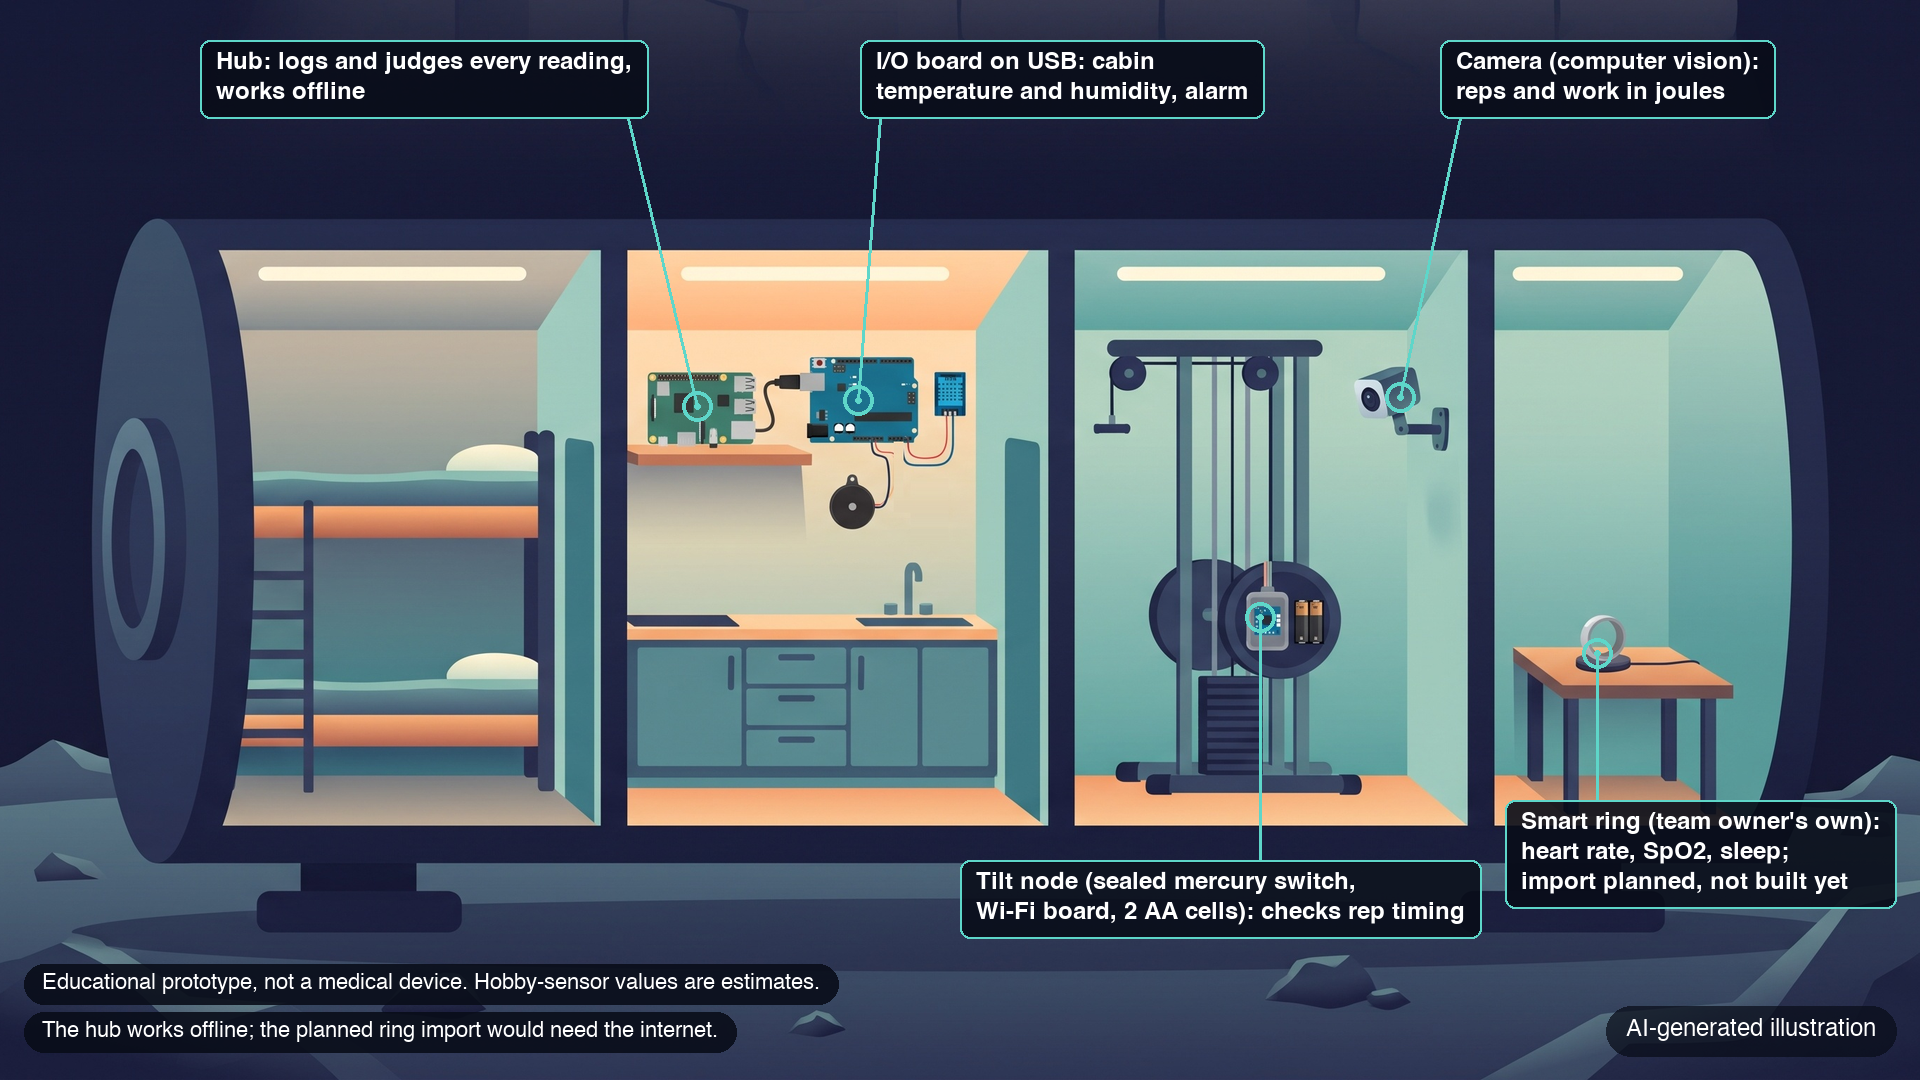 Hub: logs and judges every reading,
works offline
I/O board on USB: cabin
temperature and humidity, alarm
Camera (computer vision):
reps and work in joules
Smart ring (team owner's own):
heart rate, SpO2, sleep;
import planned, not built yet
Tilt node (sealed mercury switch,
Wi-Fi board, 2 AA cells): checks rep timing
Educational prototype, not a medical device. Hobby-sensor values are estimates.
The hub works offline; the planned ring import would need the internet.
AI-generated illustration